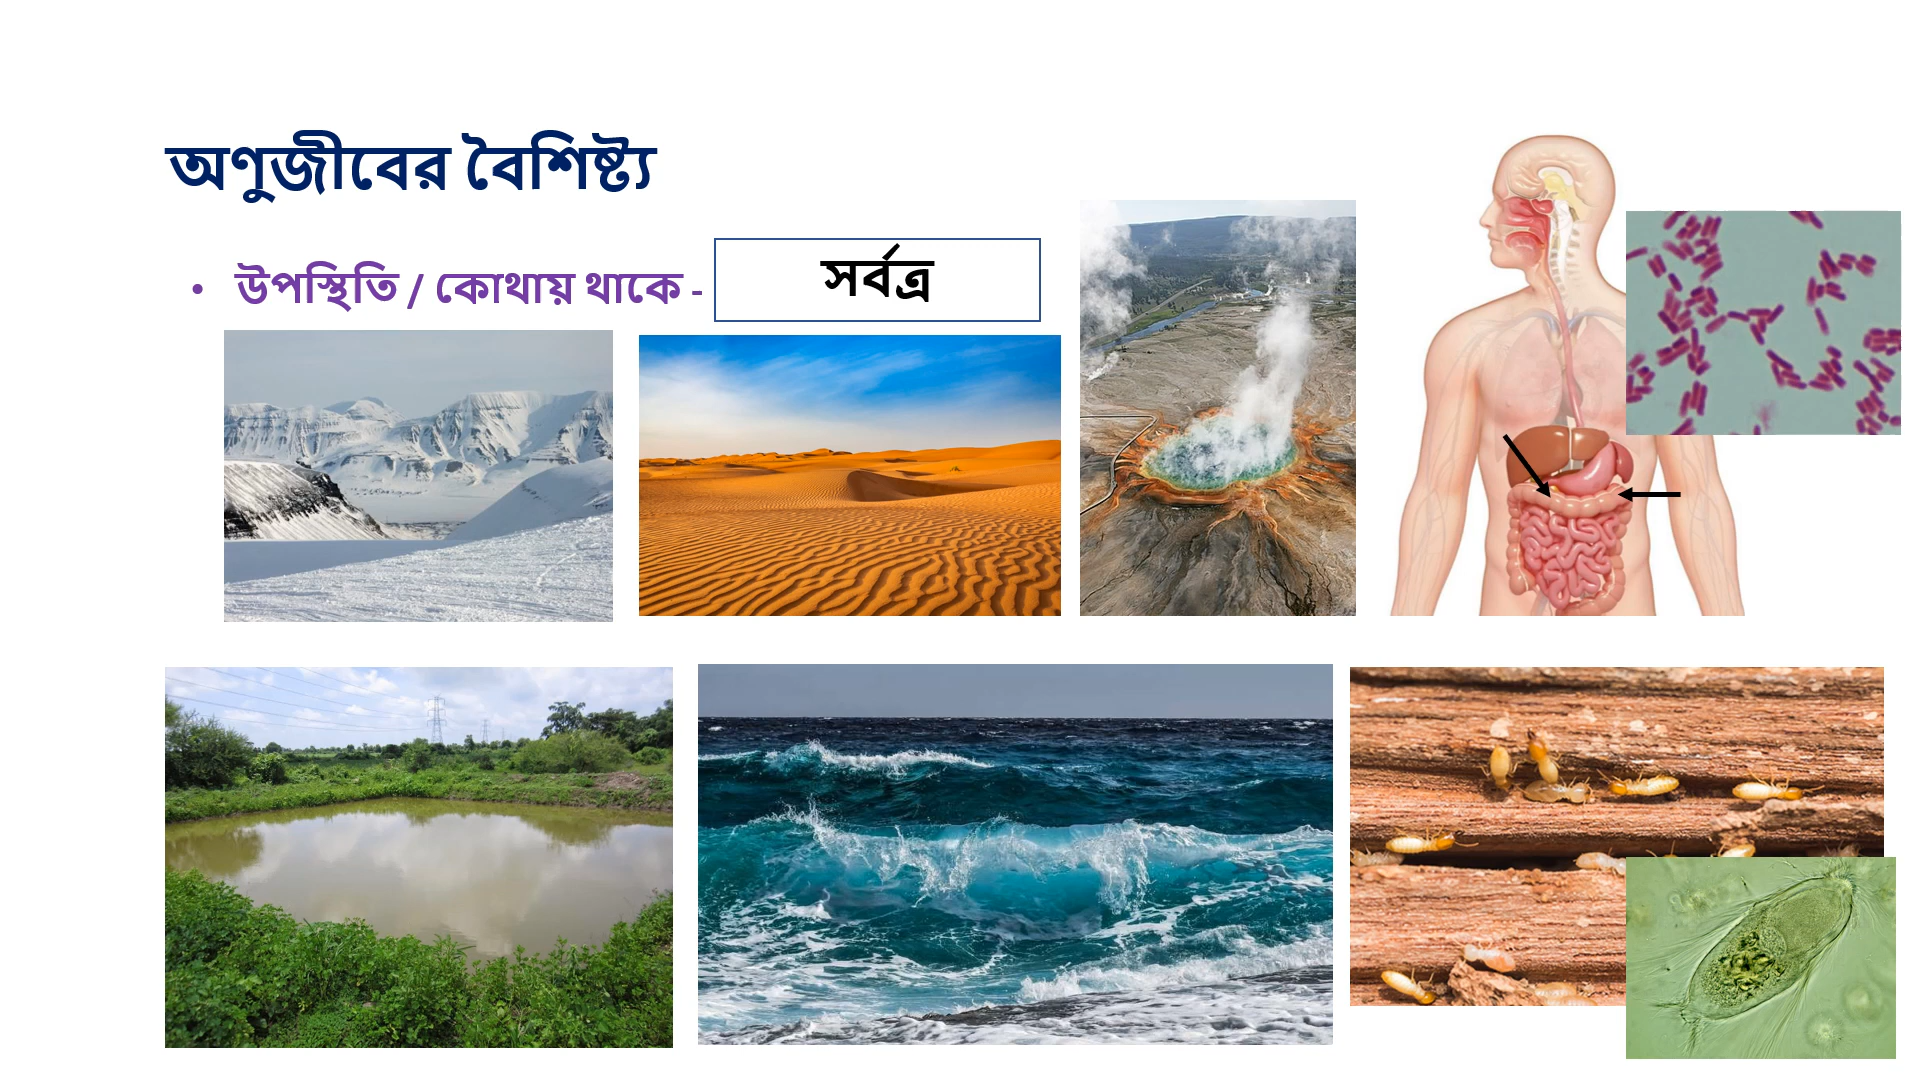 অণুজীবের বৈশিষ্ট্য
• উপস্থিতি / কোথায় থাকে - সর্বত্র